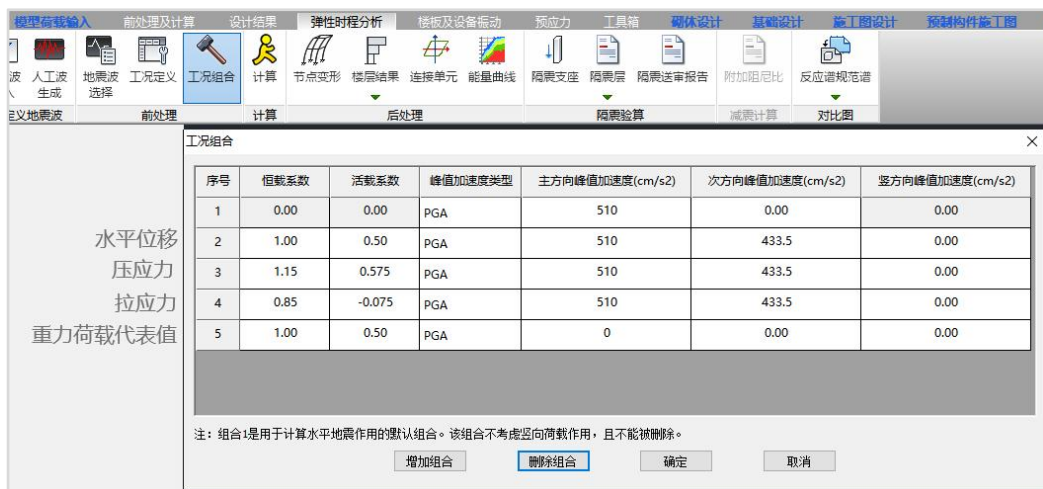 模型荷载输入 前处理及计算 设计结果 弹性时程分析 楼板及设备振动 预应力 工具箱 砌体设计 基础设计 施工图设计 预制构件施工图
波 人工波 地震波 工况定义 工况组合 计算 节点变形 楼层结果 连接单元 能量曲线 隔震支座 隔震层 隔震送审报告 附加阻尼比 反应谱规范谱
生成 选择
定义地震波 前处理 计算 后处理 隔震验算 减震计算 对比图
工况组合
序号 恒载系数 活载系数 峰值加速度类型 主方向峰值加速度(cm/s2) 次方向峰值加速度(cm/s2) 竖方向峰值加速度(cm/s2)
1 0.00 0.00 PGA 510 0.00 0.00
水平位移 2 1.00 0.50 PGA 510 433.5 0.00
压应力 3 1.15 0.575 PGA 510 433.5 0.00
拉应力 4 0.85 -0.075 PGA 510 433.5 0.00
重力荷载代表值 5 1.00 0.50 PGA 0 0.00 0.00
注：组合1是用于计算水平地震作用的默认组合。该组合不考虑竖向荷载作用，且不能被删除。
增加组合 删除组合 确定 取消